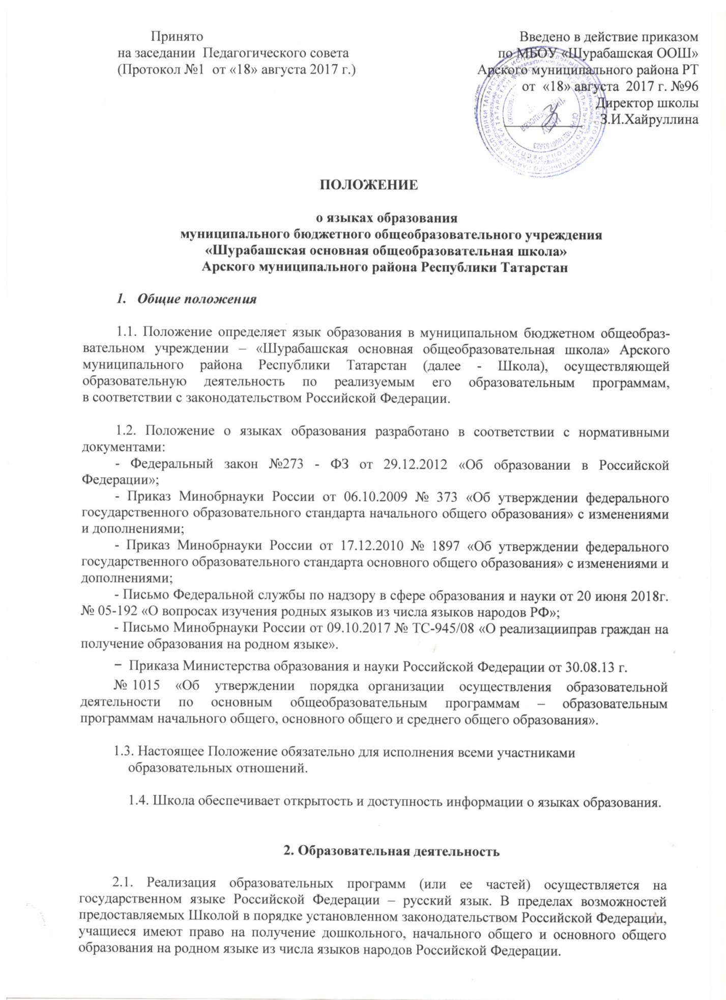 Принято
на заседании Педагогического совета
(Протокол №1 от «18» августа 2017 г.)
Введено в действие приказом
по МБОУ «Шурабашская ООШ»
Арского муниципального района РТ
от «18» августа 2017 г. №96
Директор школы
З.И.Хайруллина
ОГРН 1021606153623
ПОЛОЖЕНИЕ
о языках образования
муниципального бюджетного общеобразовательного учреждения
«Шурабашская основная общеобразовательная школа»
Арского муниципального района Республики Татарстан
1. Общие положения
1.1. Положение определяет язык образования в муниципальном бюджетном общеобраз-
вательном учреждении – «Шурабашская основная общеобразовательная школа» Арского
муниципального района Республики Татарстан (далее - Школа), осуществляющей
образовательную деятельность по реализуемым его образовательным программам,
в соответствии с законодательством Российской Федерации.
1.2. Положение о языках образования разработано в соответствии с нормативными
документами:
- Федеральный закон №273 - ФЗ от 29.12.2012 «Об образовании в Российской
Федерации»;
- Приказ Минобрнауки России от 06.10.2009 № 373 «Об утверждении федерального
государственного образовательного стандарта начального общего образования» с изменениями
и дополнениями;
- Приказ Минобрнауки России от 17.12.2010 № 1897 «Об утверждении федерального
государственного образовательного стандарта основного общего образования» с изменениями и
дополнениями;
- Письмо Федеральной службы по надзору в сфере образования и науки от 20 июня 2018г.
№ 05-192 «О вопросах изучения родных языков из числа языков народов РФ»;
- Письмо Минобрнауки России от 09.10.2017 № ТС-945/08 «О реализацииправ граждан на
получение образования на родном языке».
− Приказа Министерства образования и науки Российской Федерации от 30.08.13 г.
№ 1015 «Об утверждении порядка организации осуществления образовательной
деятельности по основным общеобразовательным программам – образовательным
программам начального общего, основного общего и среднего общего образования».
1.3. Настоящее Положение обязательно для исполнения всеми участниками
образовательных отношений.
1.4. Школа обеспечивает открытость и доступность информации о языках образования.
2. Образовательная деятельность
2.1. Реализация образовательных программ (или ее частей) осуществляется на
государственном языке Российской Федерации – русский язык. В пределах возможностей
предоставляемых Школой в порядке установленном законодательством Российской Федерации,
учащиеся имеют право на получение дошкольного, начального общего и основного общего
образования на родном языке из числа языков народов Российской Федерации.